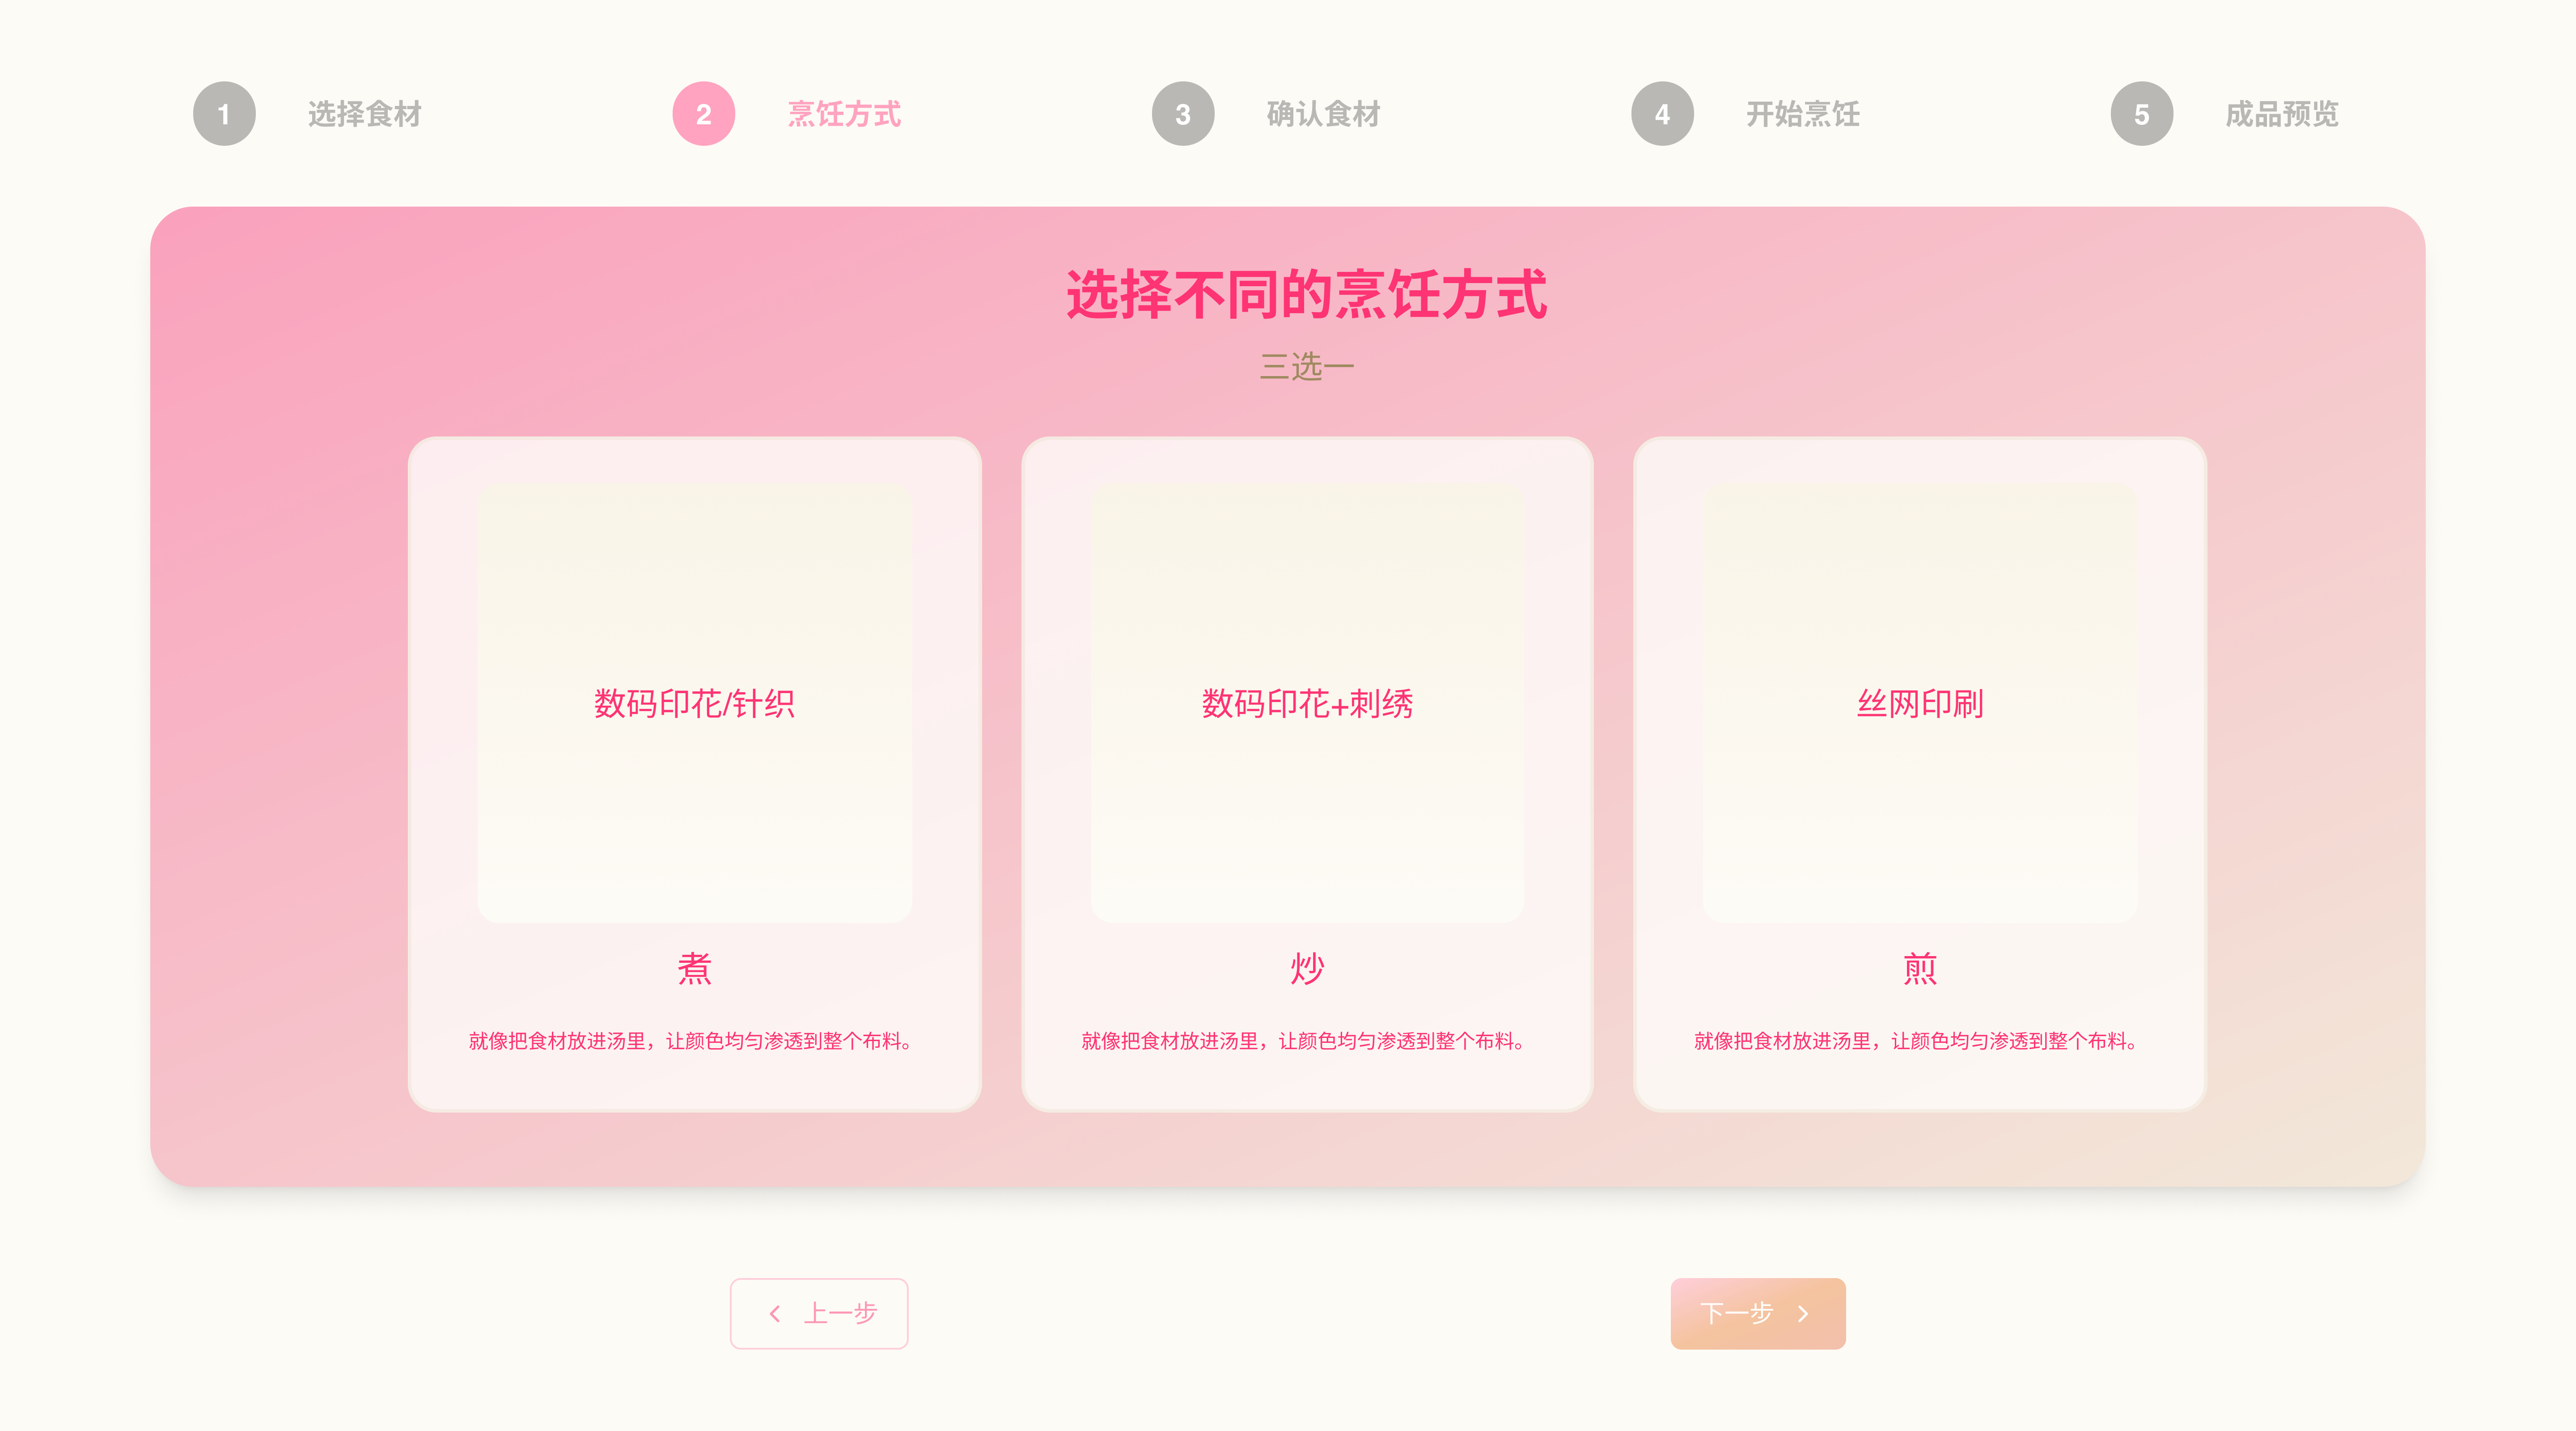 1 选择食材
2 烹饪方式
3 确认食材
4 开始烹饪
5 成品预览
选择不同的烹饪方式
三选一
数码印花/针织
煮
就像把食材放进汤里，让颜色均匀渗透到整个布料。
数码印花+刺绣
炒
就像把食材放进汤里，让颜色均匀渗透到整个布料。
丝网印刷
煎
就像把食材放进汤里，让颜色均匀渗透到整个布料。
上一步
下一步